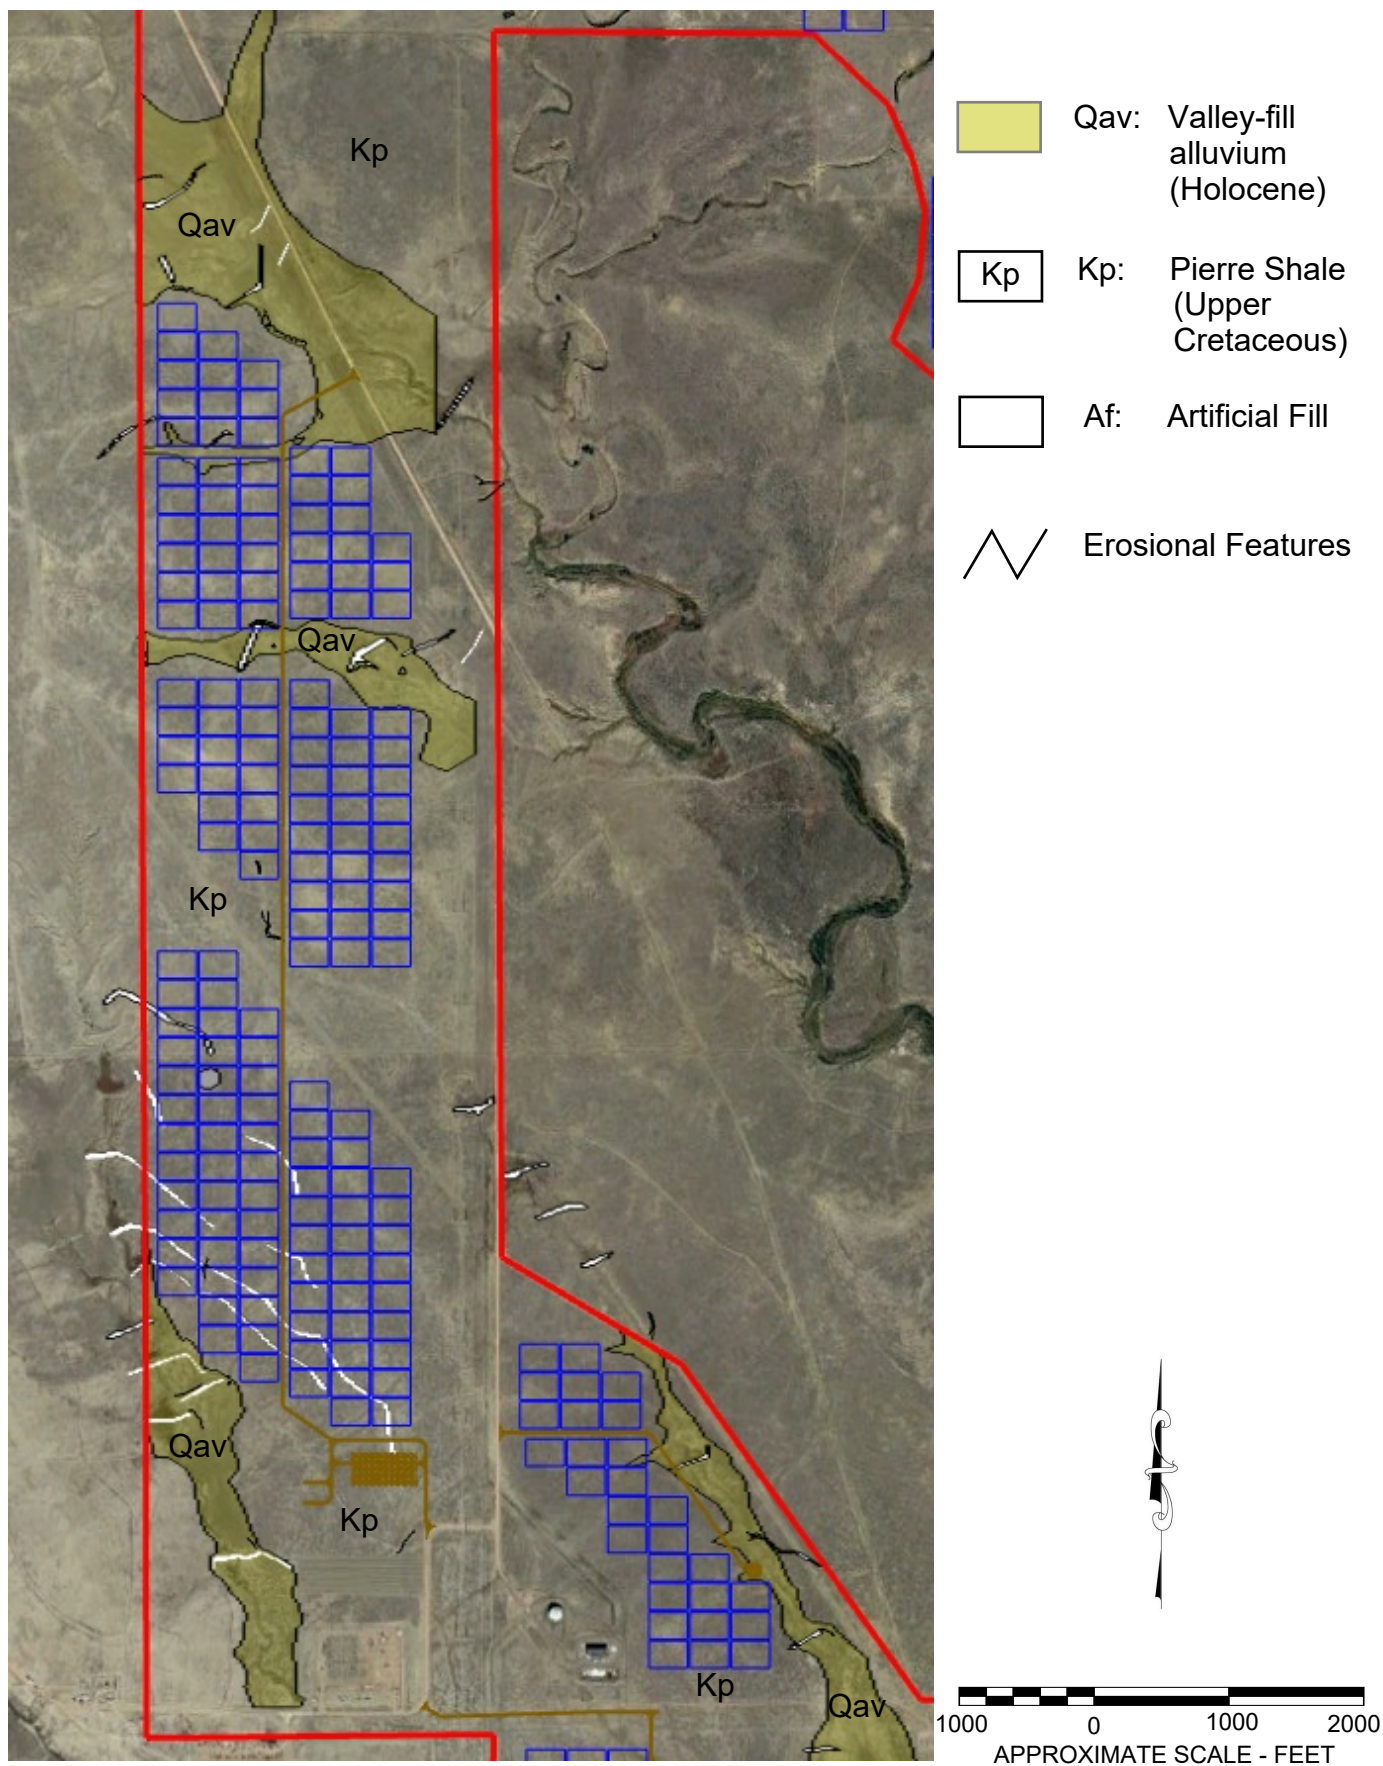 Kp
Qav
Qav
Kp
Qav
Kp
Kp
Qav
Qav: Valley-fill
alluvium
(Holocene)
Kp Kp: Pierre Shale
(Upper
Cretaceous)
Af: Artificial Fill
Erosional Features
1000 0 1000 2000
APPROXIMATE SCALE - FEET